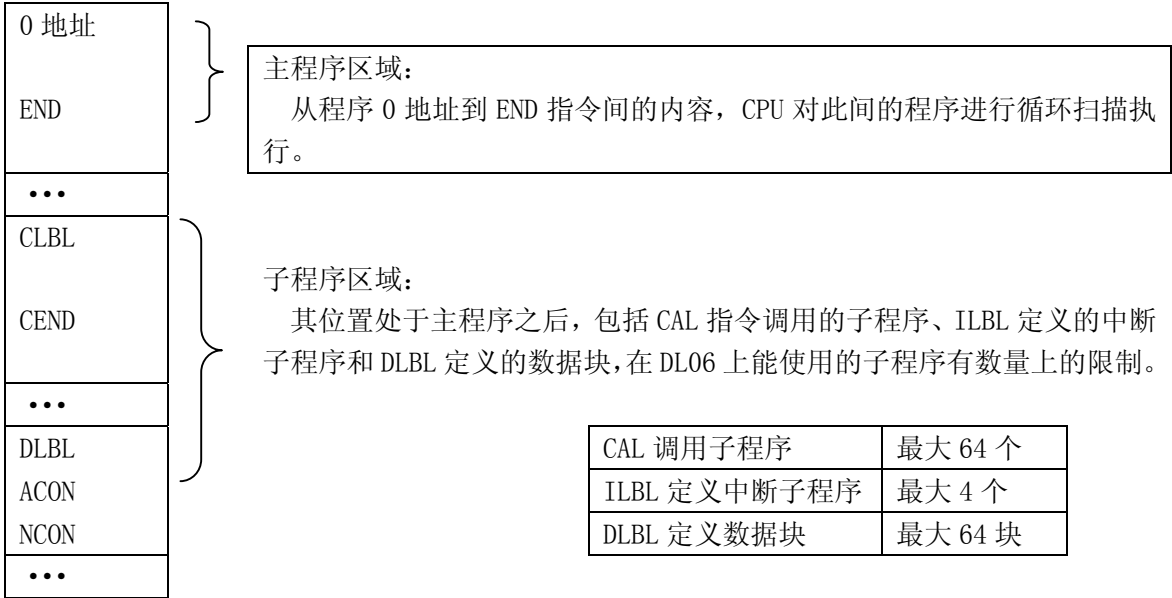 0 地址
END
•••
CLBL
CEND
•••
DLBL
ACON
NCON
•••
主程序区域：
从程序 0 地址到 END 指令间的内容，CPU 对此间的程序进行循环扫描执
行。
子程序区域：
其位置处于主程序之后，包括 CAL 指令调用的子程序、ILBL 定义的中断
子程序和 DLBL 定义的数据块，在 DL06 上能使用的子程序有数量上的限制。
CAL 调用子程序 最大 64 个
ILBL 定义中断子程序 最大 4 个
DLBL 定义数据块 最大 64 块